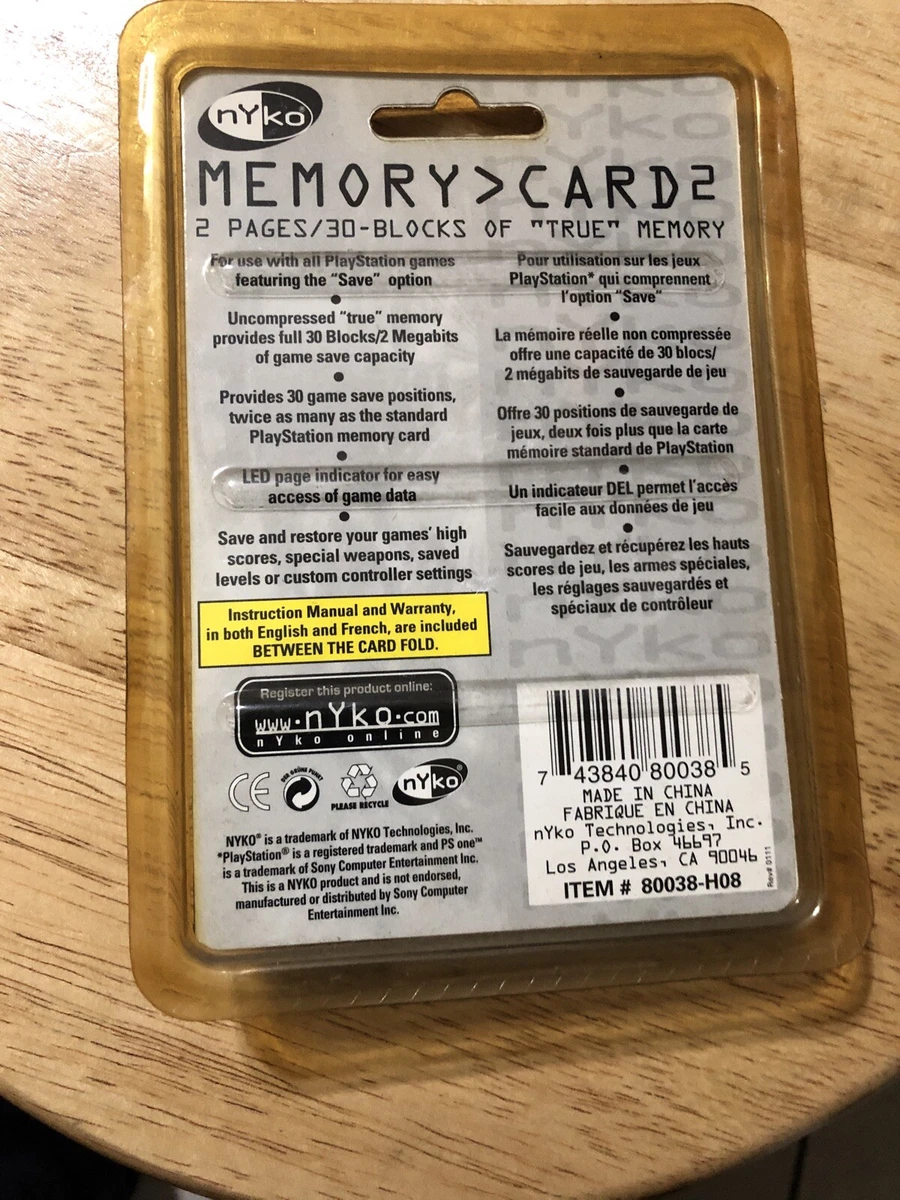 nYko®
MEMORY>CARD2
2 PAGES/30-BLOCKS OF "TRUE" MEMORY
For use with all PlayStation games
featuring the "Save" option
•
Uncompressed "true" memory
provides full 30 Blocks/2 Megabits
of game save capacity
•
Provides 30 game save positions,
twice as many as the standard
PlayStation memory card
•
LED page indicator for easy
access of game data
•
Save and restore your games' high
scores, special weapons, saved
levels or custom controller settings
Pour utilisation sur les jeux
PlayStation* qui comprennent
l'option "Save"
•
La mémoire réelle non compressée
offre une capacité de 30 blocs/
2 mégabits de sauvegarde de jeu
•
Offre 30 positions de sauvegarde de
jeux, deux fois plus que la carte
mémoire standard de PlayStation
•
Un indicateur DEL permet l'accès
facile aux données de jeu
•
Sauvegardez et récupérez les hauts
scores de jeu, les armes spéciales,
les réglages sauvegardés et
spéciaux de contrôleur
Instruction Manual and Warranty,
in both English and French, are included
BETWEEN THE CARD FOLD.
Register this product online:
www.nYko.com
nYko online
CE
DER GRÜNE PUNKT
PLEASE RECYCLE
nYko®
NYKO® is a trademark of NYKO Technologies, Inc.
*PlayStation® is a registered trademark and PS one™
is a trademark of Sony Computer Entertainment Inc.
This is a NYKO product and is not endorsed,
manufactured or distributed by Sony Computer
Entertainment Inc.
7 43840 80038 5
MADE IN CHINA
FABRIQUE EN CHINA
nYko Technologies, Inc.
P.O. Box 46697
Los Angeles, CA 90046
ITEM # 80038-H08
Rev# 0111